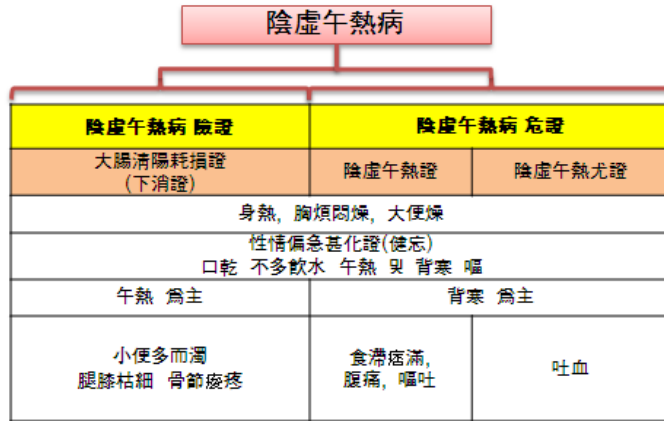 陰虛午熱病
陰虛午熱病 險證
陰虛午熱病 危證
大腸清陽耗損證
(下消證)
陰虛午熱證
陰虛午熱尤證
身熱, 胸煩悶燥, 大便燥
性情偏急甚化證(健忘)
口乾 不多飮水 午熱 및 背寒 嘔
午熱 爲主
背寒 爲主
小便多而濁
腿膝枯細 骨節痠疼
食滯痞滿,
腹痛, 嘔吐
吐血